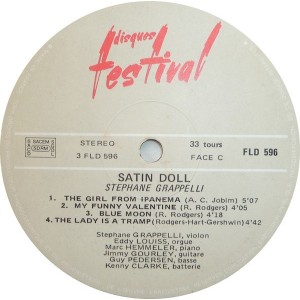 disques
festival
SACEM
SDRM
STEREO
3 FLD 596
33 tours
FACE C
FLD 596
SATIN DOLL
STEPHANE GRAPPELLI
1. THE GIRL FROM IPANEMA (A. C. Jobim) 5'07
2. MY FUNNY VALENTINE (R. Rodgers) 4'05
3. BLUE MOON (R. Rodgers) 4'18
4. THE LADY IS A TRAMP (Rodgers-Hart-Gershwin) 4'42
Stephane GRAPPELLI, violon
Eddy LOUISS, orgue
Marc HEMMELER, piano
Jimmy GOURLEY, guitare
Guy PEDERSEN, basse
Kenny CLARKE, batterie